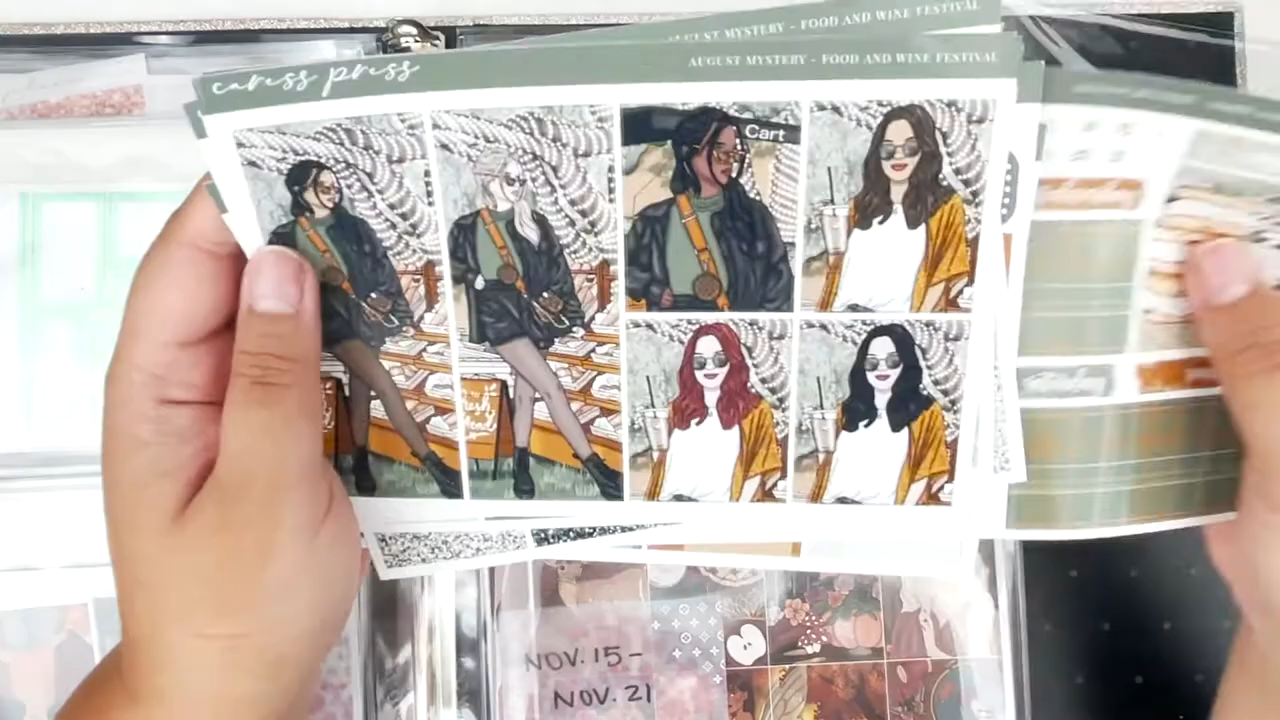 AUGUST MYSTERY - FOOD AND WINE FESTIVAL
caress press
AUGUST MYSTERY - FOOD AND WINE FESTIVAL
Cart
NOV. 15 -
NOV. 21